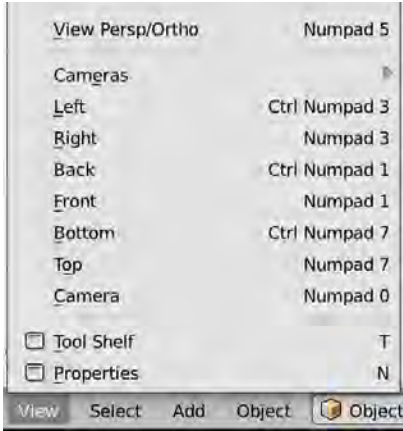 View Persp/Ortho Numpad 5
Cameras
Left Ctrl Numpad 3
Right Numpad 3
Back Ctrl Numpad 1
Front Numpad 1
Bottom Ctrl Numpad 7
Top Numpad 7
Camera Numpad 0
Tool Shelf T
Properties N
View Select Add Object Object